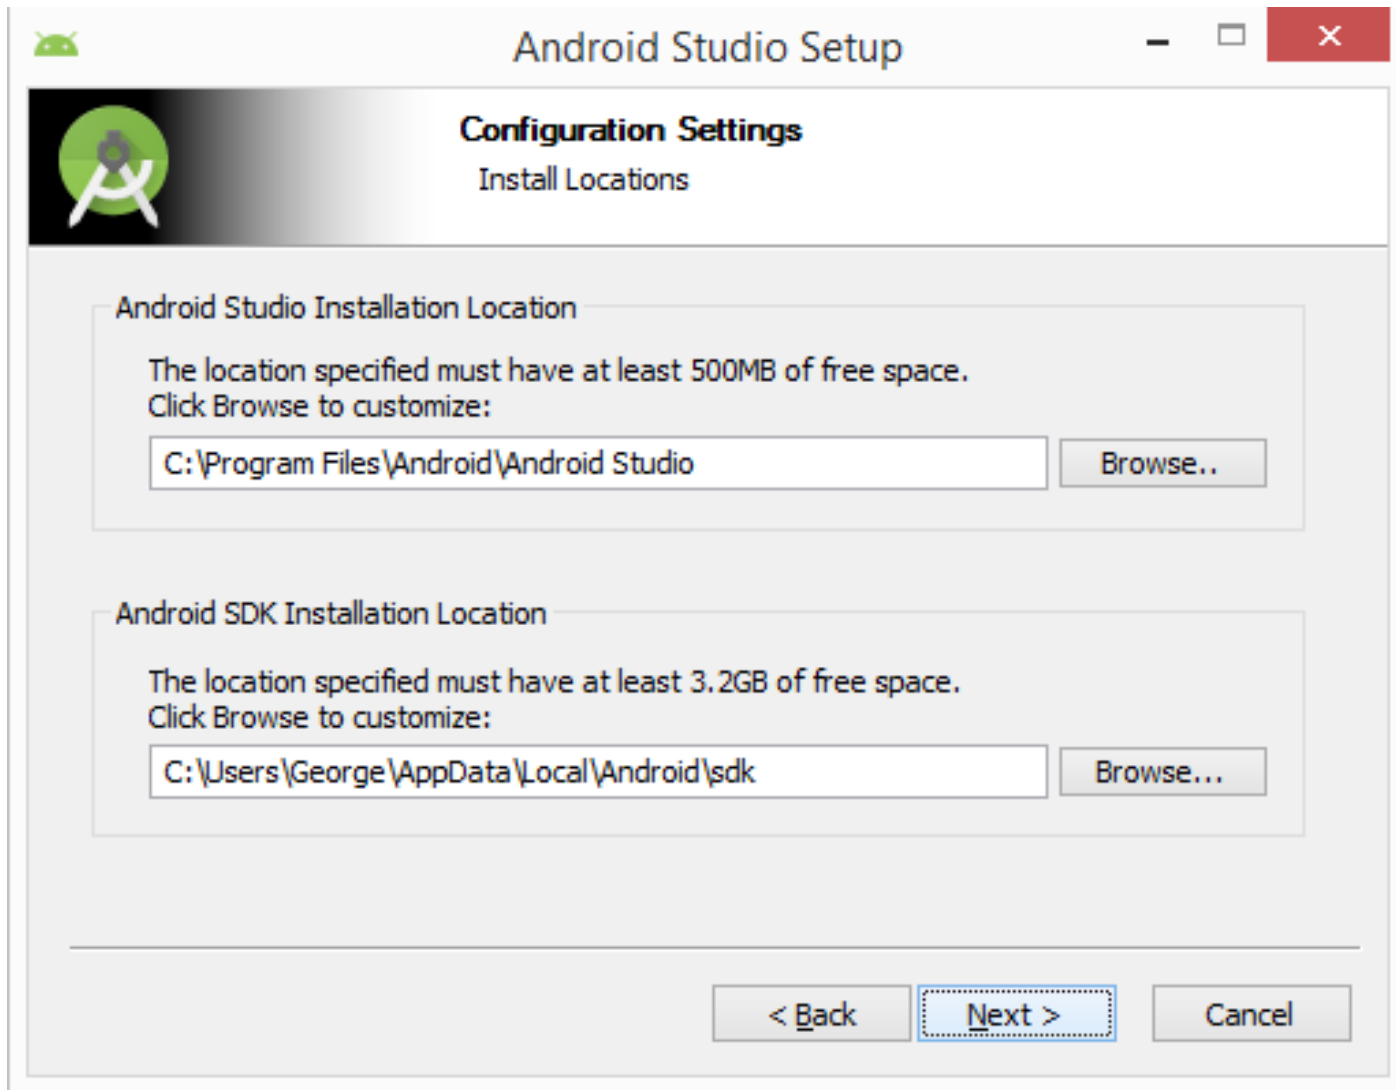 Android Studio Setup
Configuration Settings
Install Locations
Android Studio Installation Location
The location specified must have at least 500MB of free space.
Click Browse to customize:
C:\Program Files\Android\Android Studio
Browse..
Android SDK Installation Location
The location specified must have at least 3.2GB of free space.
Click Browse to customize:
C:\Users\George\AppData\Local\Android\sdk
Browse...
< Back
Next >
Cancel